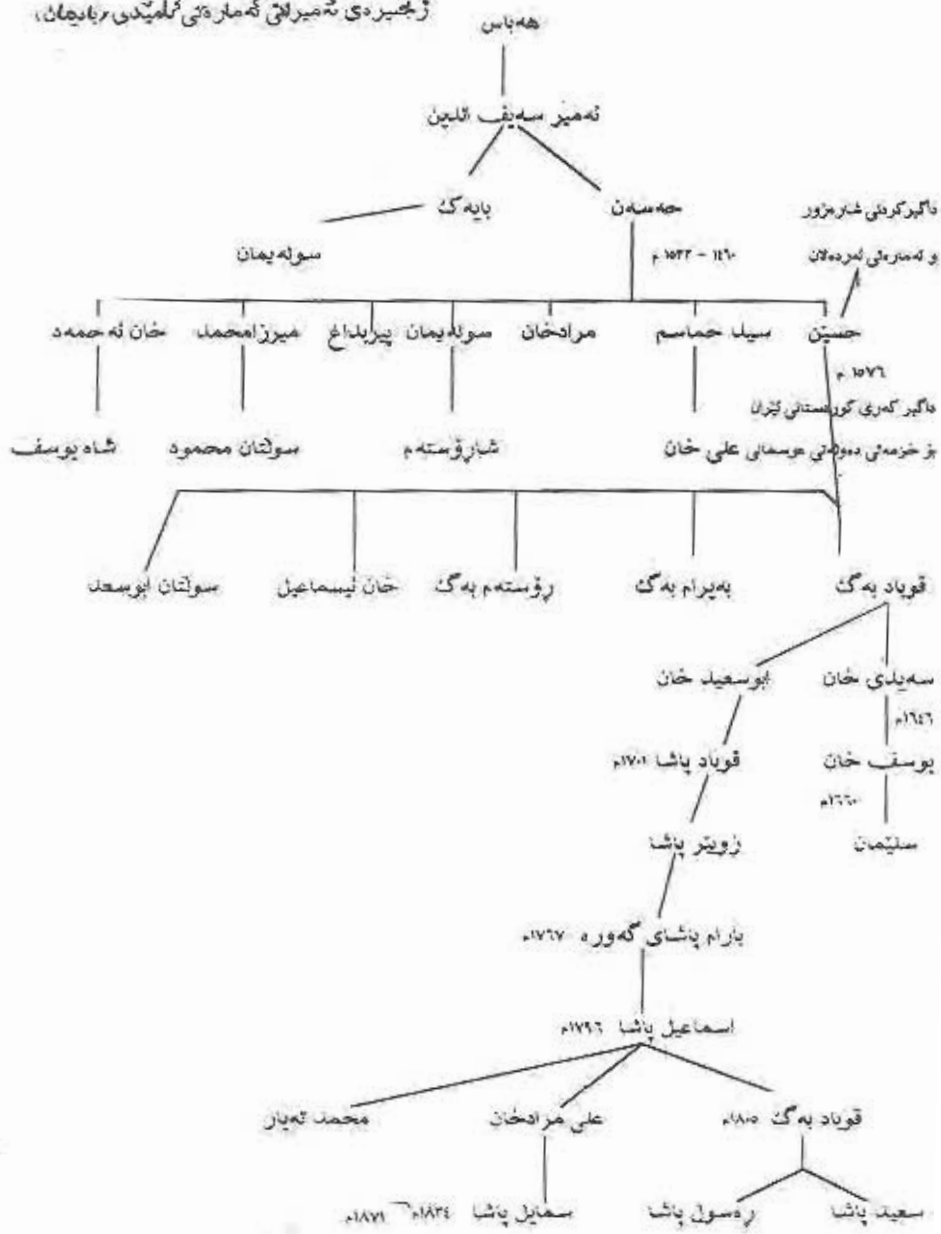 زنجیرەی ئەمیرانی ئەمارەتی ئامێدی (بادینان)
هەباس
ئەمیر سەیف الدین
حەسەن
بایەک
داگیرکردنی شارەزور
و ئەمارەتی ئەردەلان
١٤٦٠ – ١٥٣٣ م
سولەیمان
حسێن
سید حماسم
مرادخان
سولەیمان
پیربداغ
میرزامحمد
خان ئەحمەد
١٥٧٦ م
داگیر کەری کوردستانی ئێران
بۆ خزمەتی دەوڵەتی عوسمانی
علی خان
شارۆستەم
سولتان محمود
شاه یوسف
قوباد بەگ
بەیرام بەگ
ڕۆستەم بەگ
خان ئیسماعیل
سولتان ابوسعد
سەیدی خان
ابوسعید خان
١٦٤٦م
یوسف خان
قوباد پاشا ١٧٠١م
١٦٦٠م
سلێمان
زوبێر پاشا
بارام پاشای گەورە ١٧٦٧م
اسماعیل پاشا ١٧٩٦م
قوباد بەگ ١٨٠٥م
علی مرادخان
محمد تەیار
سعید پاشا
ڕەسول پاشا
سمایل پاشا ١٨٣٤م – ١٨٧١م